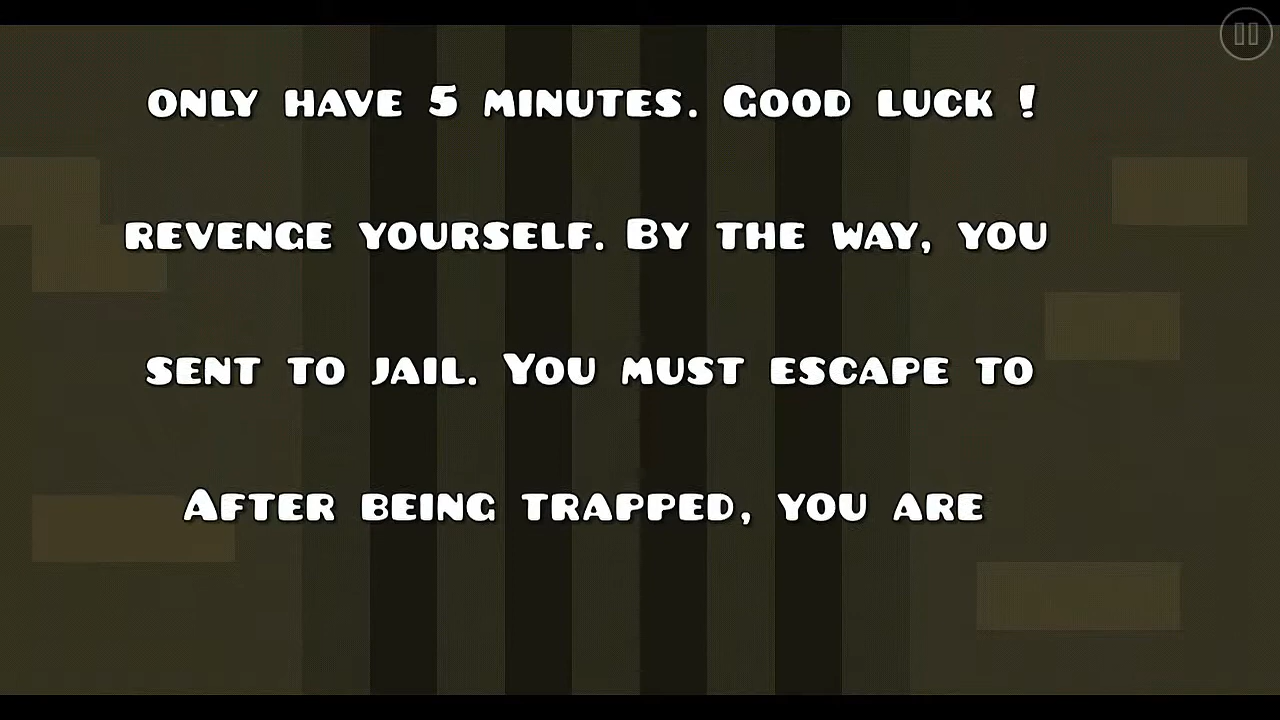 only have 5 minutes. Good luck !
revenge yourself. By the way, you
sent to jail. You must escape to
After being trapped, you are